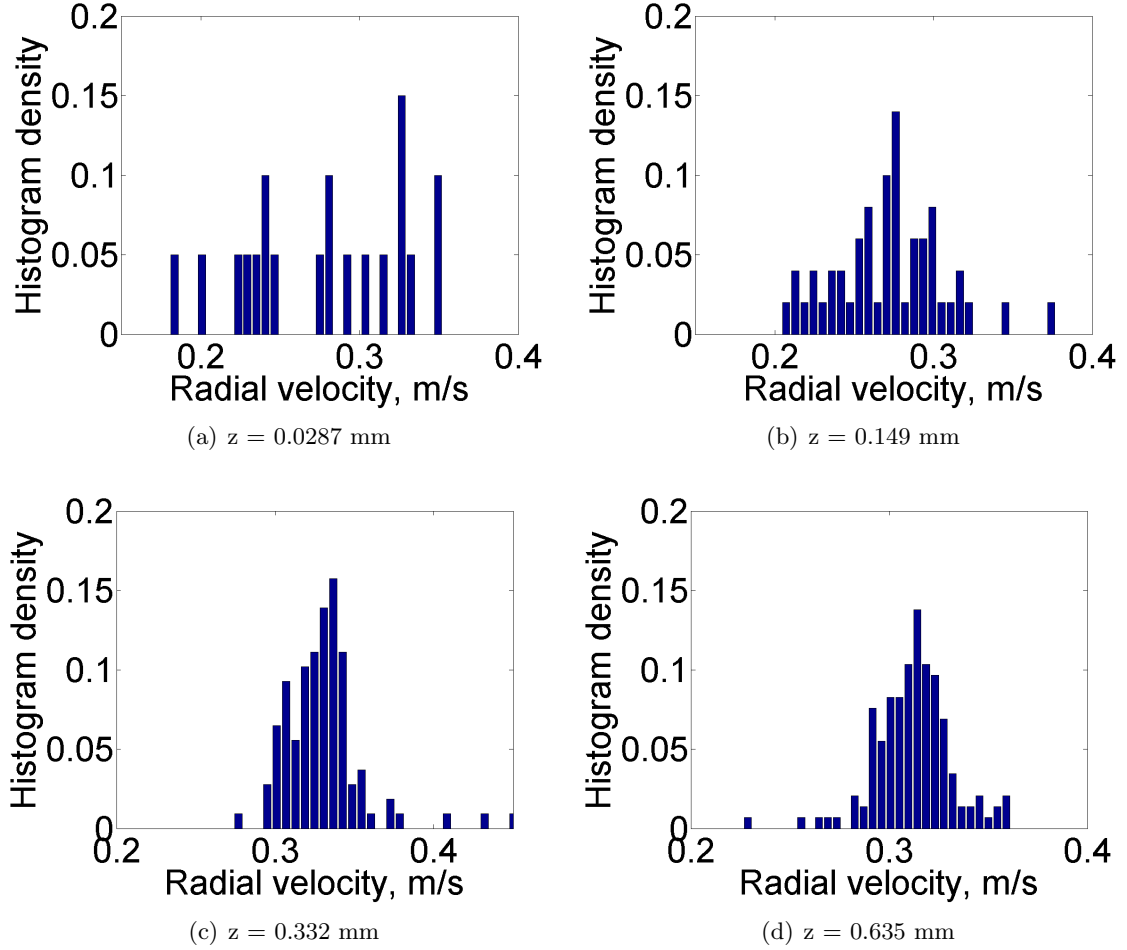 0.2
0.15
0.1
0.05
0
0.2 0.3 0.4
Histogram density
Radial velocity, m/s
(a) z = 0.0287 mm
0.2
0.15
0.1
0.05
0
0.2 0.3 0.4
Histogram density
Radial velocity, m/s
(b) z = 0.149 mm
0.2
0.15
0.1
0.05
0
0.2 0.3 0.4
Histogram density
Radial velocity, m/s
(c) z = 0.332 mm
0.2
0.15
0.1
0.05
0
0.2 0.3 0.4
Histogram density
Radial velocity, m/s
(d) z = 0.635 mm